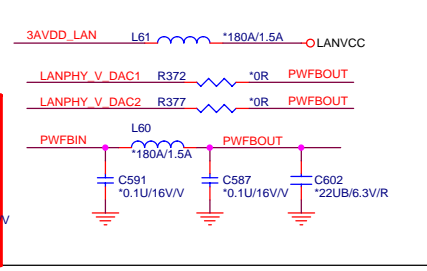 3AVDD_LAN L61 *180A/1.5A LANVCC
LANPHY_V_DAC1 R372 *0R PWFBOUT
LANPHY_V_DAC2 R377 *0R PWFBOUT
PWFBIN L60 PWFBOUT
*180A/1.5A
C591 C587 C602
*0.1U/16V/V *0.1U/16V/V *22UB/6.3V/R
V